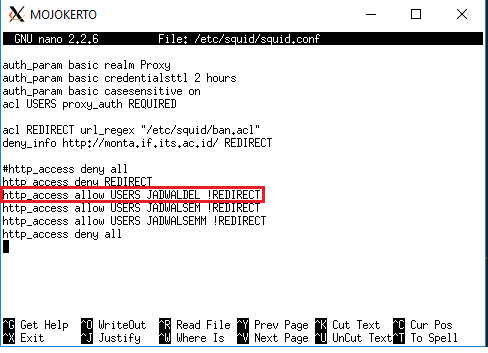 MOJOKERTO
GNU nano 2.2.6 File: /etc/squid/squid.conf
auth_param basic realm Proxy
auth_param basic credentialsttl 2 hours
auth_param basic casesensitive on
acl USERS proxy_auth REQUIRED
acl REDIRECT url_regex "/etc/squid/ban.acl"
deny_info http://monta.if.its.ac.id/ REDIRECT
#http_access deny all
http_access deny REDIRECT
http_access allow USERS JADWALDEL !REDIRECT
http_access allow USERS JADWALSEM !REDIRECT
http_access allow USERS JADWALSEMM !REDIRECT
http_access deny all
^G Get Help ^O WriteOut ^R Read File ^Y Prev Page ^K Cut Text ^C Cur Pos
^X Exit ^J Justify ^W Where Is ^V Next Page ^U UnCut Text ^T To Spell